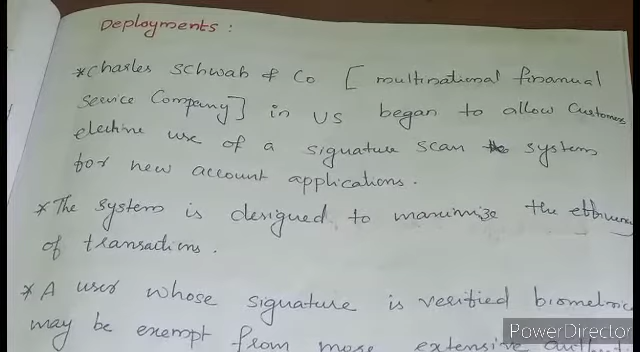 Deployments :
* Charles Schwab & Co [ multinational financial
Service Company ] in US began to allow Customers
elective use of a signature scan systems
for new account applications.
* The system is designed to maximize the efficiency
of transactions.
* A user whose signature is verified biometric
may be exempt from more extensive
PowerDirector